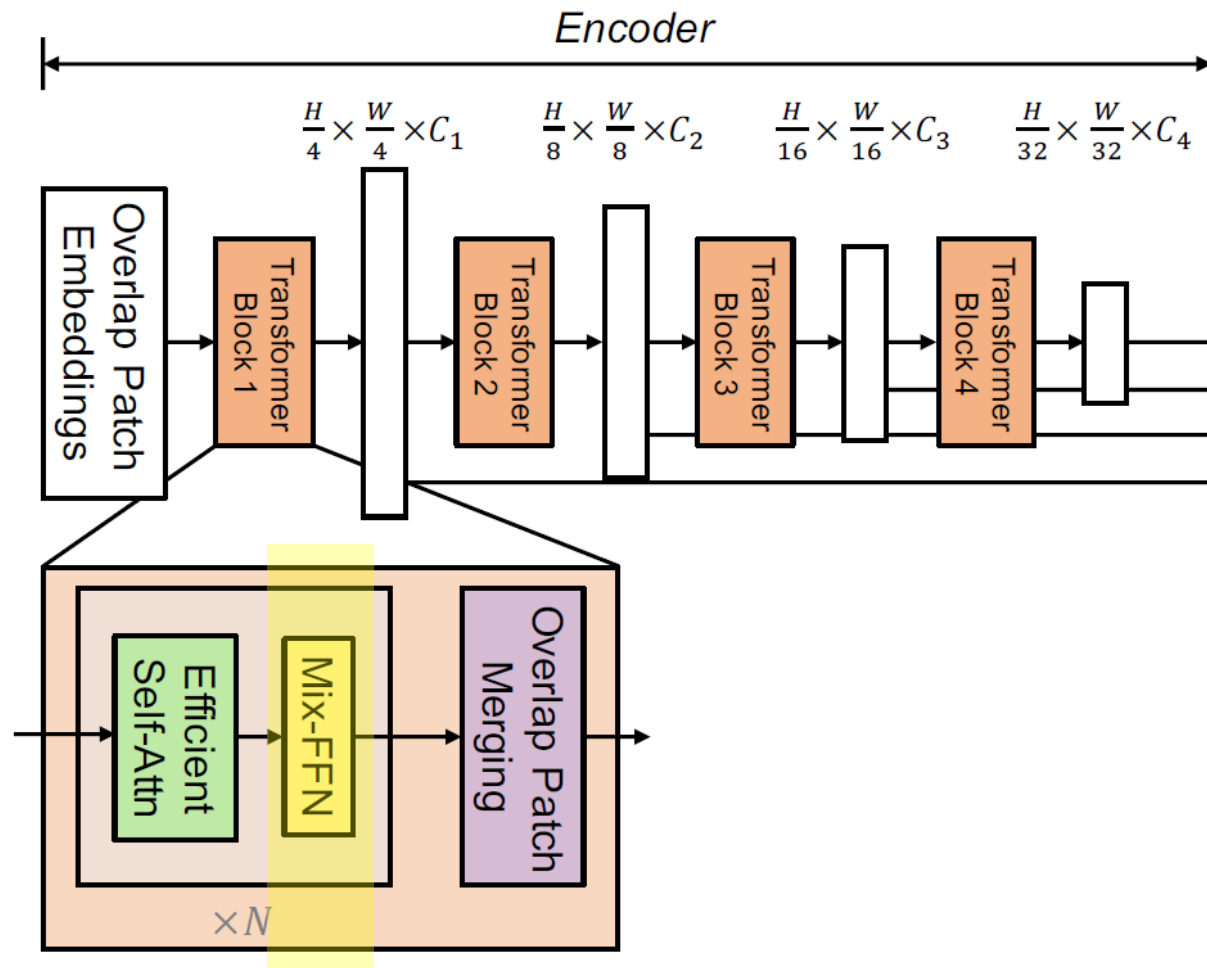 Encoder
H/4 × W/4 × C₁
H/8 × W/8 × C₂
H/16 × W/16 × C₃
H/32 × W/32 × C₄
Overlap Patch
Embeddings
Transformer
Block 1
Transformer
Block 2
Transformer
Block 3
Transformer
Block 4
Efficient
Self-Attn
Mix-FFN
Overlap Patch
Merging
×N